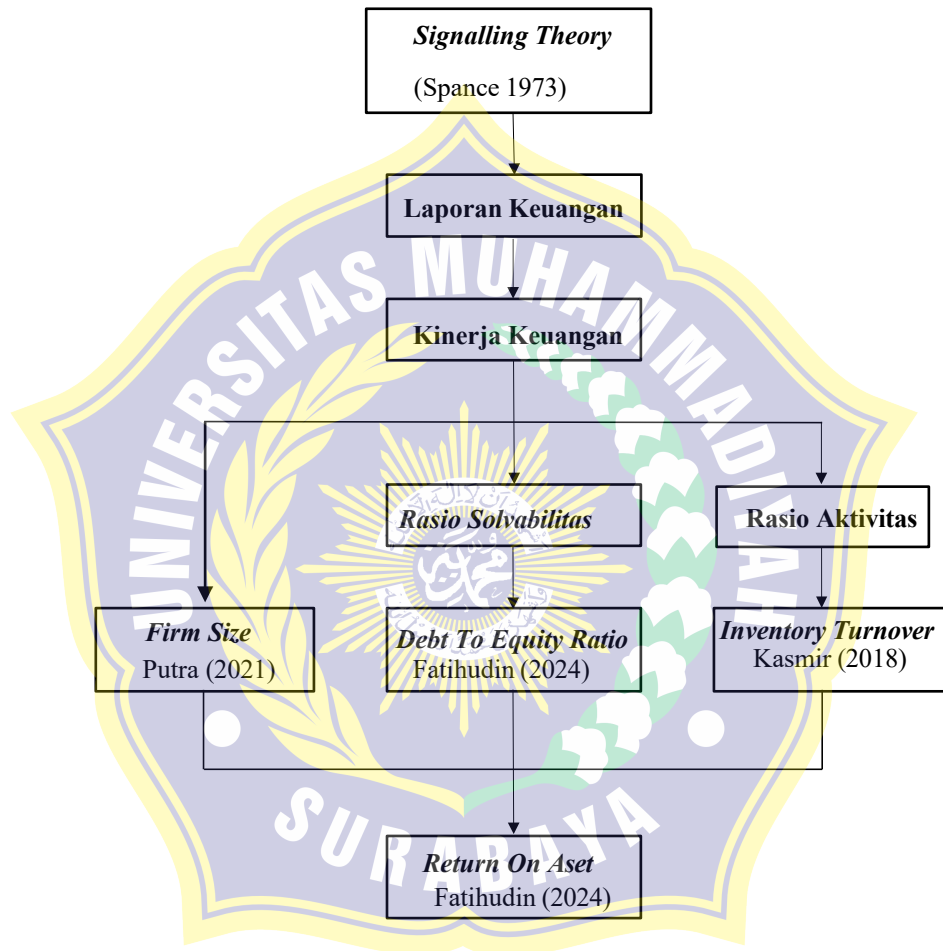 Signalling Theory
(Spance 1973)
Laporan Keuangan
Kinerja Keuangan
Rasio Solvabilitas
Rasio Aktivitas
Firm Size
Putra (2021)
Debt To Equity Ratio
Fatihudin (2024)
Inventory Turnover
Kasmir (2018)
Return On Aset
Fatihudin (2024)
UNIVERSITAS MUHAMMADIYAH
SURABAYA